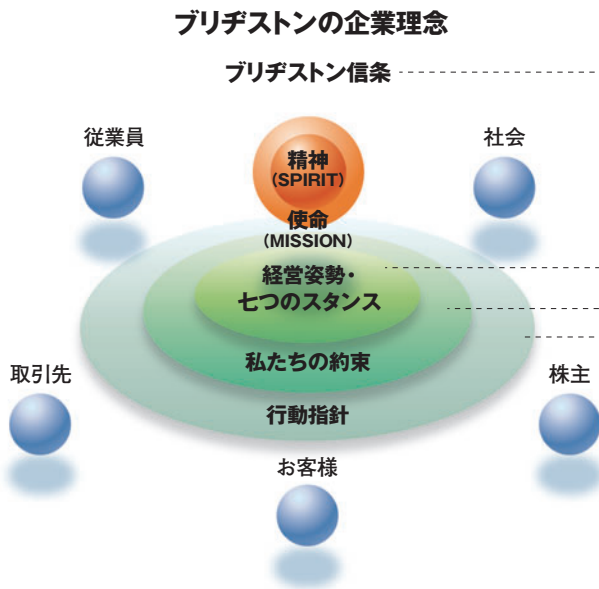 ブリヂストンの企業理念
ブリヂストン信条
従業員
社会
精神
(SPIRIT)
使命
(MISSION)
経営姿勢・
七つのスタンス
私たちの約束
取引先
株主
行動指針
お客様